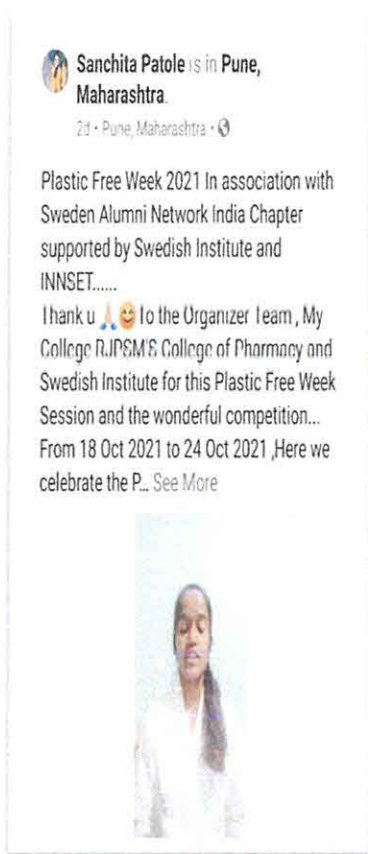 Sanchita Patole is in Pune,
Maharashtra.
2d · Pune, Maharashtra ·
Plastic Free Week 2021 In association with
Sweden Alumni Network India Chapter
supported by Swedish Institute and
INNSET......
Thank u 🙏😊To the Organizer Team , My
College RJPSM'S College of Pharmacy and
Swedish Institute for this Plastic Free Week
Session and the wonderful competition...
From 18 Oct 2021 to 24 Oct 2021 ,Here we
celebrate the P... See More